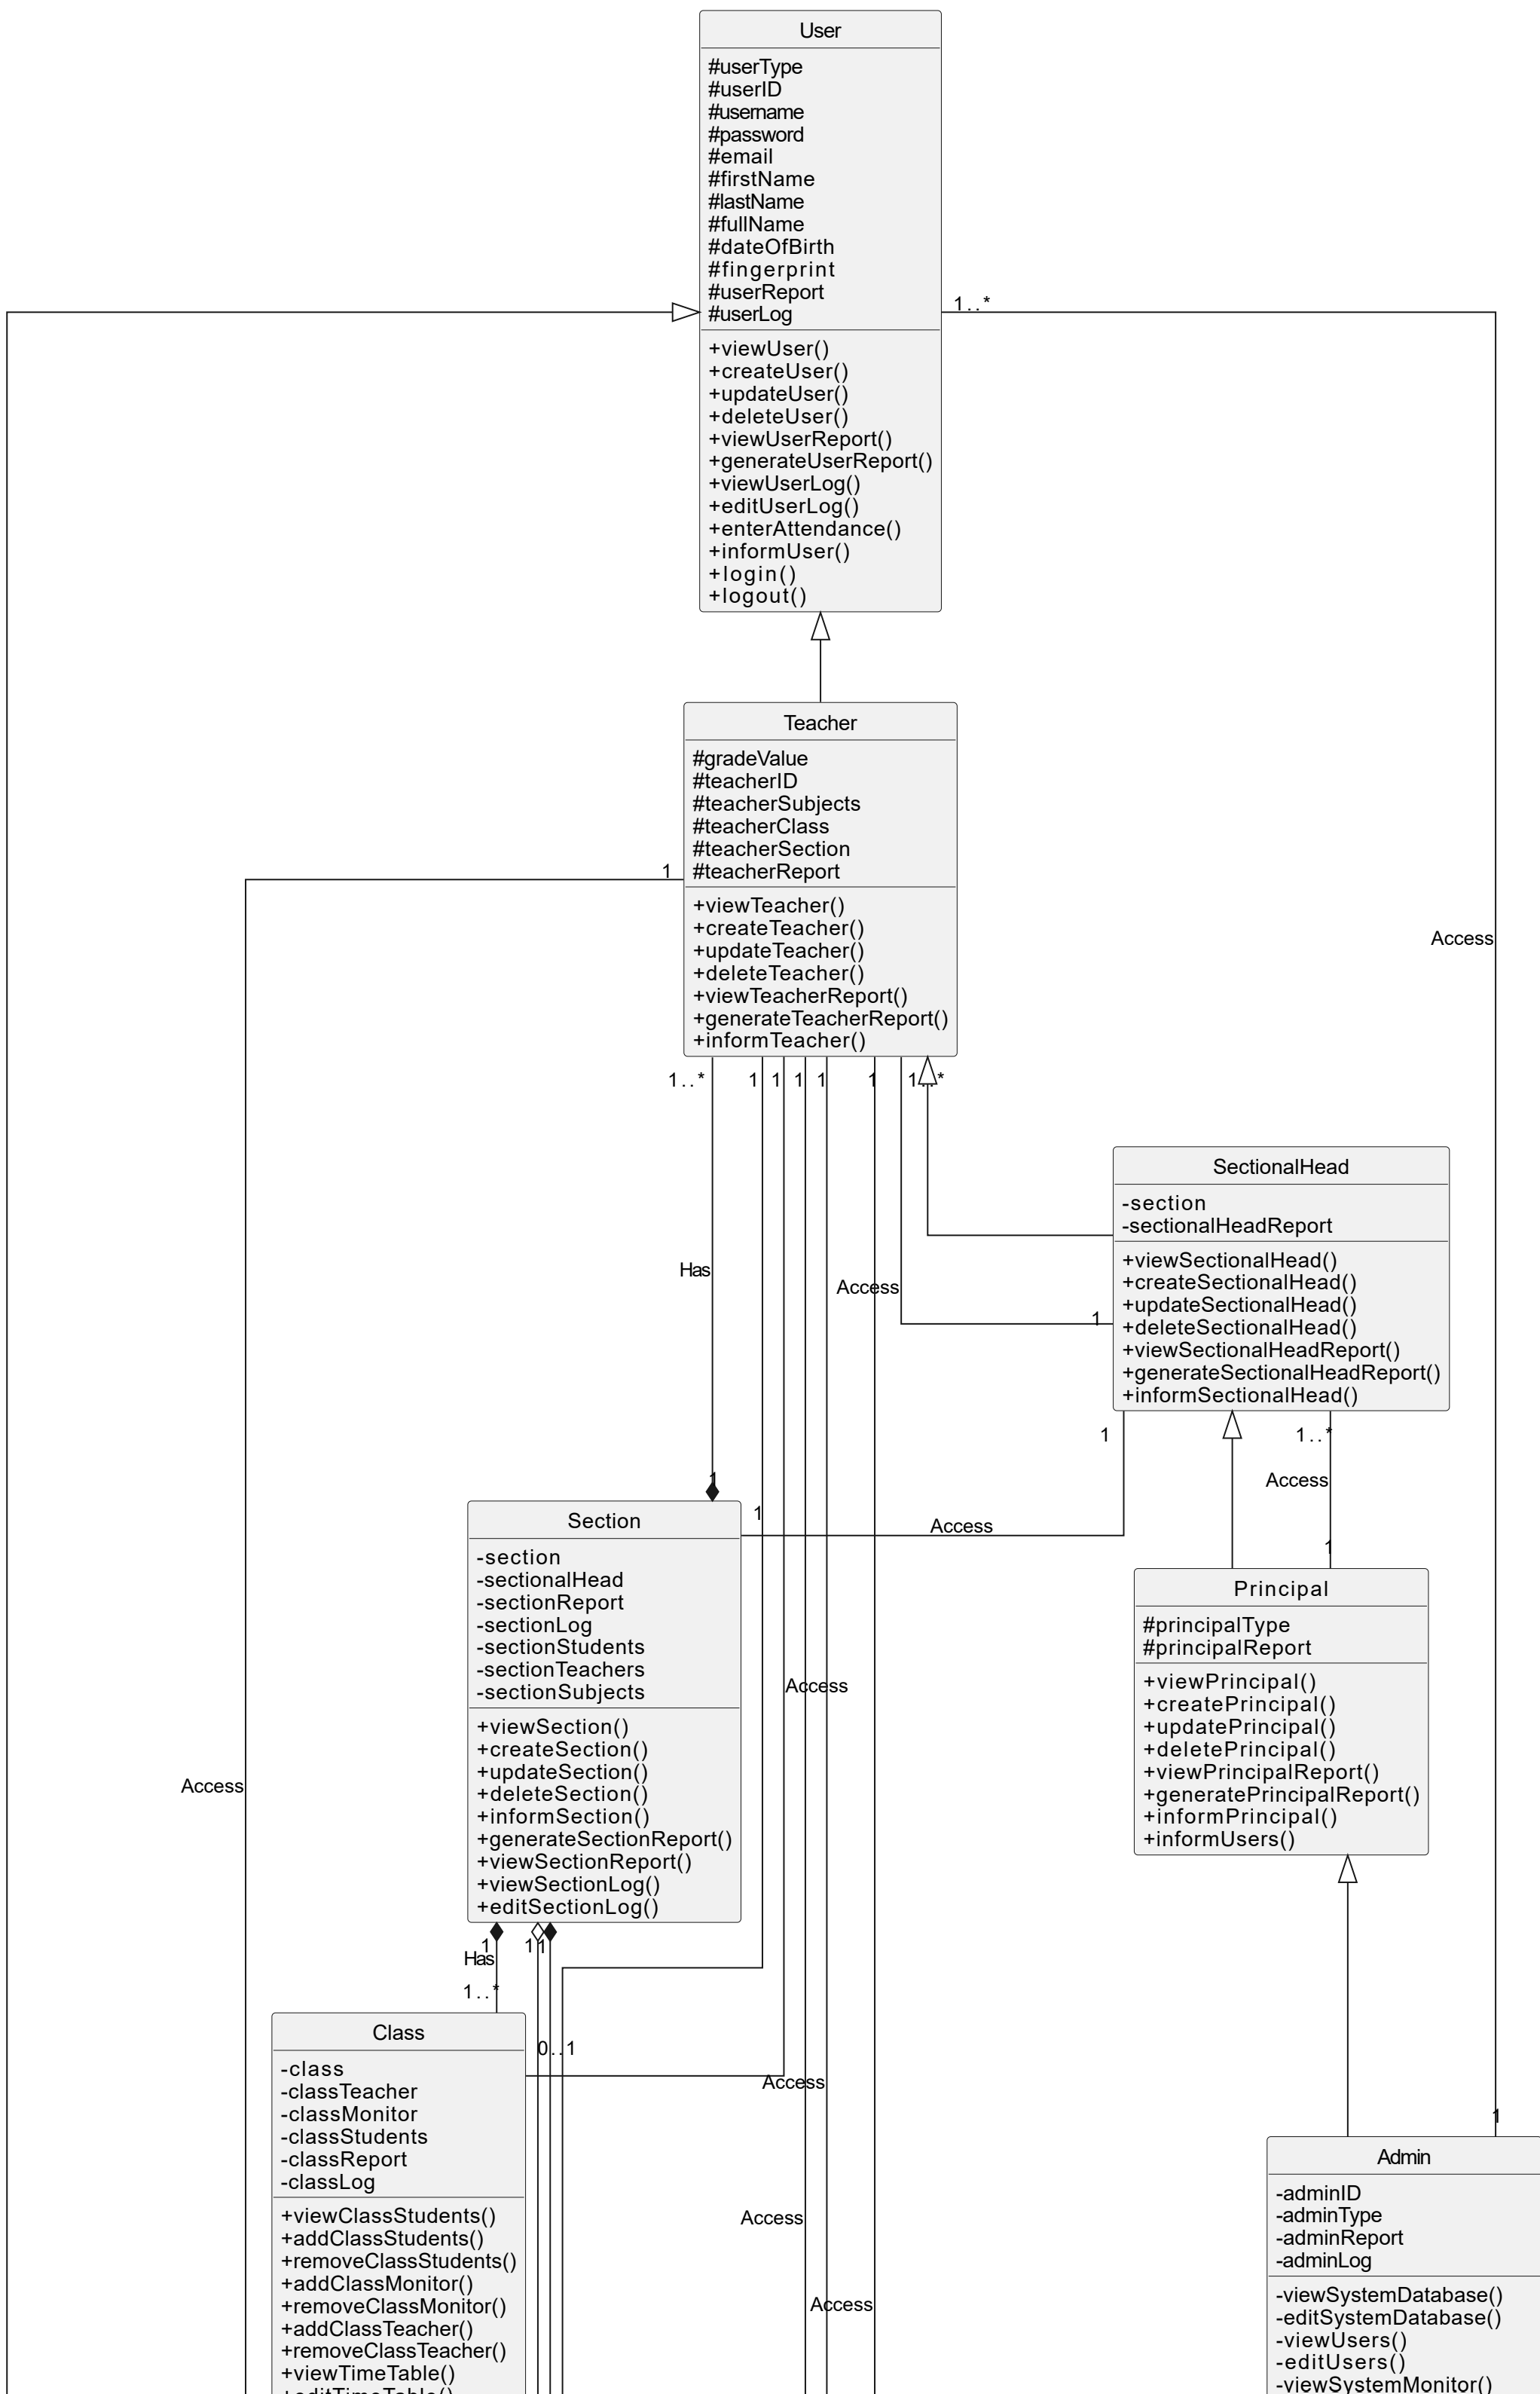 User
#userType
#userID
#username
#password
#email
#firstName
#lastName
#fullName
#dateOfBirth
#fingerprint
#userReport
#userLog
+viewUser()
+createUser()
+updateUser()
+deleteUser()
+viewUserReport()
+generateUserReport()
+viewUserLog()
+editUserLog()
+enterAttendance()
+informUser()
+login()
+logout()
1..*
Teacher
#gradeValue
#teacherID
#teacherSubjects
#teacherClass
#teacherSection
#teacherReport
+viewTeacher()
+createTeacher()
+updateTeacher()
+deleteTeacher()
+viewTeacherReport()
+generateTeacherReport()
+informTeacher()
1
Access
1..*
1
1
1
1
1
1..*
SectionalHead
-section
-sectionalHeadReport
+viewSectionalHead()
+createSectionalHead()
+updateSectionalHead()
+deleteSectionalHead()
+viewSectionalHeadReport()
+generateSectionalHeadReport()
+informSectionalHead()
Has
Access
1
1
1..*
Access
1
1
1
Access
Section
-section
-sectionalHead
-sectionReport
-sectionLog
-sectionStudents
-sectionTeachers
-sectionSubjects
+viewSection()
+createSection()
+updateSection()
+deleteSection()
+informSection()
+generateSectionReport()
+viewSectionReport()
+viewSectionLog()
+editSectionLog()
Principal
#principalType
#principalReport
+viewPrincipal()
+createPrincipal()
+updatePrincipal()
+deletePrincipal()
+viewPrincipalReport()
+generatePrincipalReport()
+informPrincipal()
+informUsers()
Access
Access
1
1
1
Has
1..*
0..1
Access
Class
-class
-classTeacher
-classMonitor
-classStudents
-classReport
-classLog
+viewClassStudents()
+addClassStudents()
+removeClassStudents()
+addClassMonitor()
+removeClassMonitor()
+addClassTeacher()
+removeClassTeacher()
+viewTimeTable()
+editTimeTable()
Access
Access
1
Admin
-adminID
-adminType
-adminReport
-adminLog
-viewSystemDatabase()
-editSystemDatabase()
-viewUsers()
-editUsers()
-viewSystemMonitor()